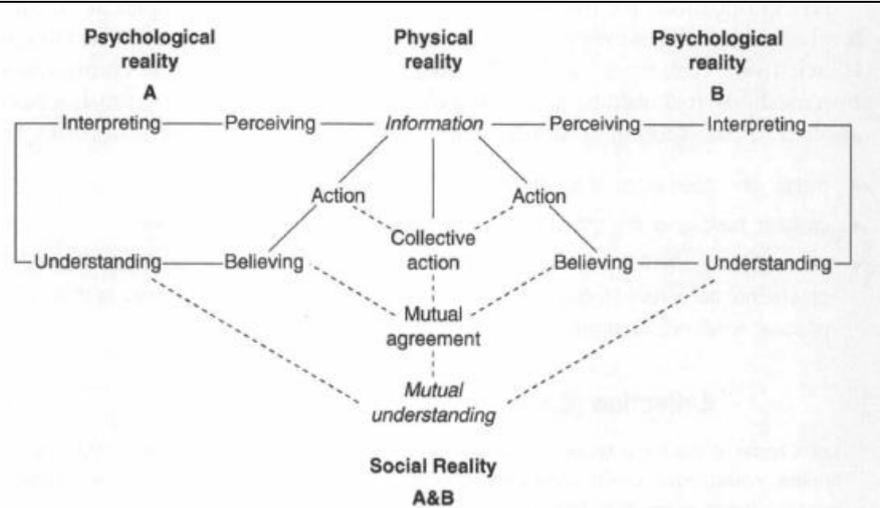 Psychological reality
A
Physical reality
Psychological reality
B
Interpreting
Perceiving
Information
Perceiving
Interpreting
Action
Action
Collective action
Understanding
Believing
Believing
Understanding
Mutual agreement
Mutual understanding
Social Reality
A&B